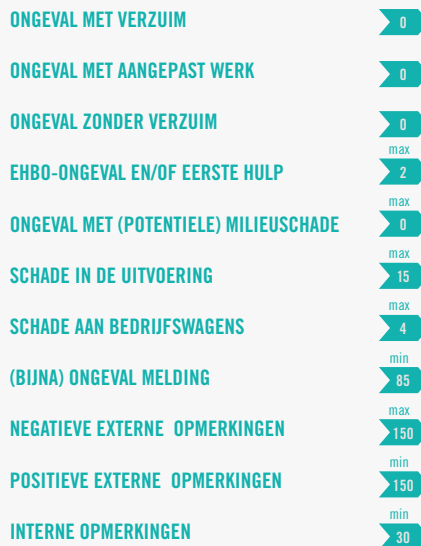 ONGEVAL MET VERZUIM 0
ONGEVAL MET AANGEPAST WERK 0
ONGEVAL ZONDER VERZUIM 0
max
EHBO-ONGEVAL EN/OF EERSTE HULP 2
max
ONGEVAL MET (POTENTIELE) MILIEUSCHADE 0
max
SCHADE IN DE UITVOERING 15
max
SCHADE AAN BEDRIJFSWAGENS 4
min
(BIJNA) ONGEVAL MELDING 85
max
NEGATIEVE EXTERNE OPMERKINGEN 150
min
POSITIEVE EXTERNE OPMERKINGEN 150
min
INTERNE OPMERKINGEN 30